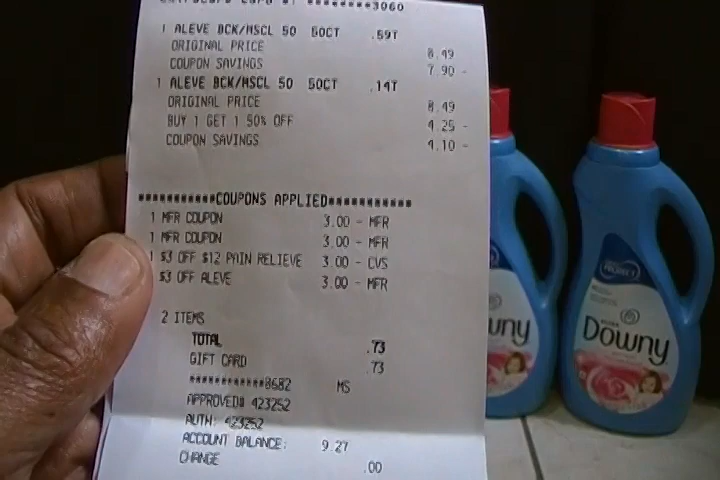 ********3060
1 ALEVE BCK/MSCL 50 50CT .59T
ORIGINAL PRICE 8.49
COUPON SAVINGS 7.90 -
1 ALEVE BCK/MSCL 50 50CT .14T
ORIGINAL PRICE 8.49
BUY 1 GET 1 50% OFF 4.25 -
COUPON SAVINGS 4.10 -
***********COUPONS APPLIED***********
1 MFR COUPON 3.00 - MFR
1 MFR COUPON 3.00 - MFR
1 $3 OFF $12 PAIN RELIEVE 3.00 - CVS
$3 OFF ALEVE 3.00 - MFR
2 ITEMS
TOTAL .73
GIFT CARD .73
************8682 MS
APPROVED# 423252
AUTH: 423252
ACCOUNT BALANCE: 9.27
CHANGE .00
wny
Downy